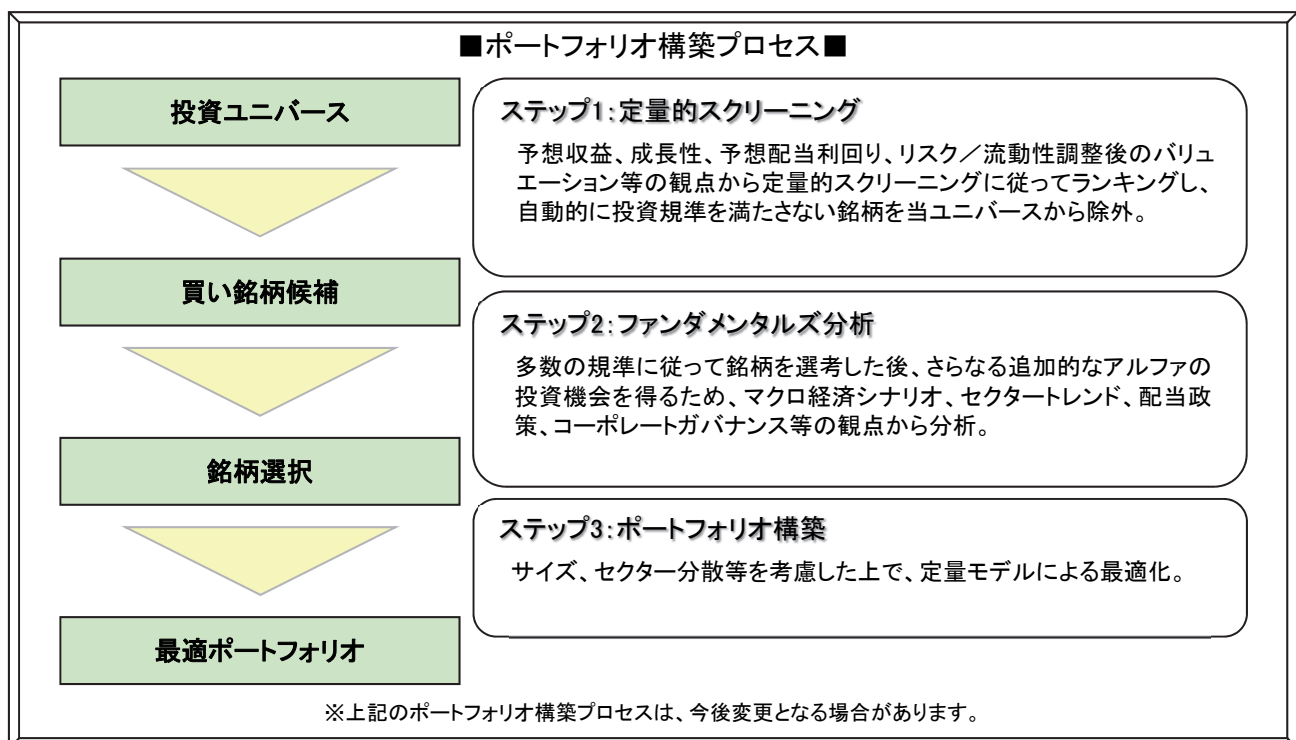 ■ポートフォリオ構築プロセス■
投資ユニバース
ステップ1:定量的スクリーニング
予想収益、成長性、予想配当利回り、リスク/流動性調整後のバリュ
エーション等の観点から定量的スクリーニングに従ってランキングし、
自動的に投資規準を満たさない銘柄を当ユニバースから除外。
買い銘柄候補
ステップ2:ファンダメンタルズ分析
多数の規準に従って銘柄を選考した後、さらなる追加的なアルファの
投資機会を得るため、マクロ経済シナリオ、セクタートレンド、配当政
策、コーポレートガバナンス等の観点から分析。
銘柄選択
ステップ3:ポートフォリオ構築
サイズ、セクター分散等を考慮した上で、定量モデルによる最適化。
最適ポートフォリオ
※上記のポートフォリオ構築プロセスは、今後変更となる場合があります。